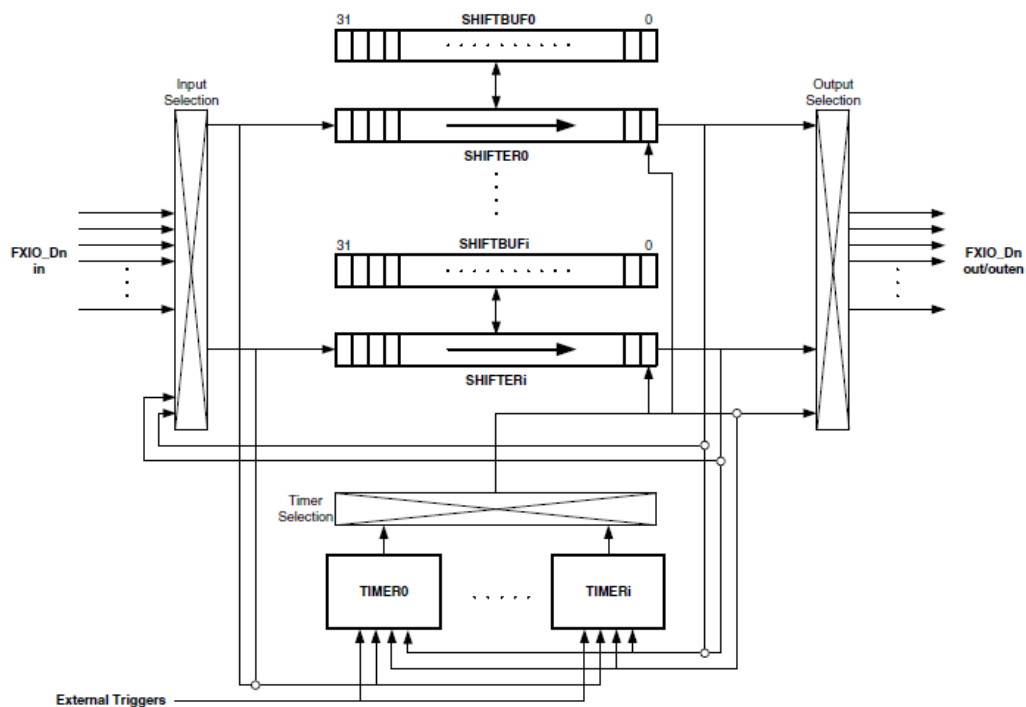 31 SHIFTBUF0 0
Input
Selection
Output
Selection
SHIFTER0
31 SHIFTBUFi 0
FXIO_Dn
in
FXIO_Dn
out/outen
SHIFTERi
Timer
Selection
TIMER0
TIMERi
External Triggers